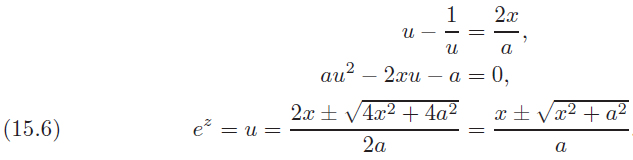 u − 1/u = 2x/a,
au² − 2xu − a = 0,
(15.6) e^z = u = (2x ± √(4x² + 4a²))/(2a) = (x ± √(x² + a²))/a